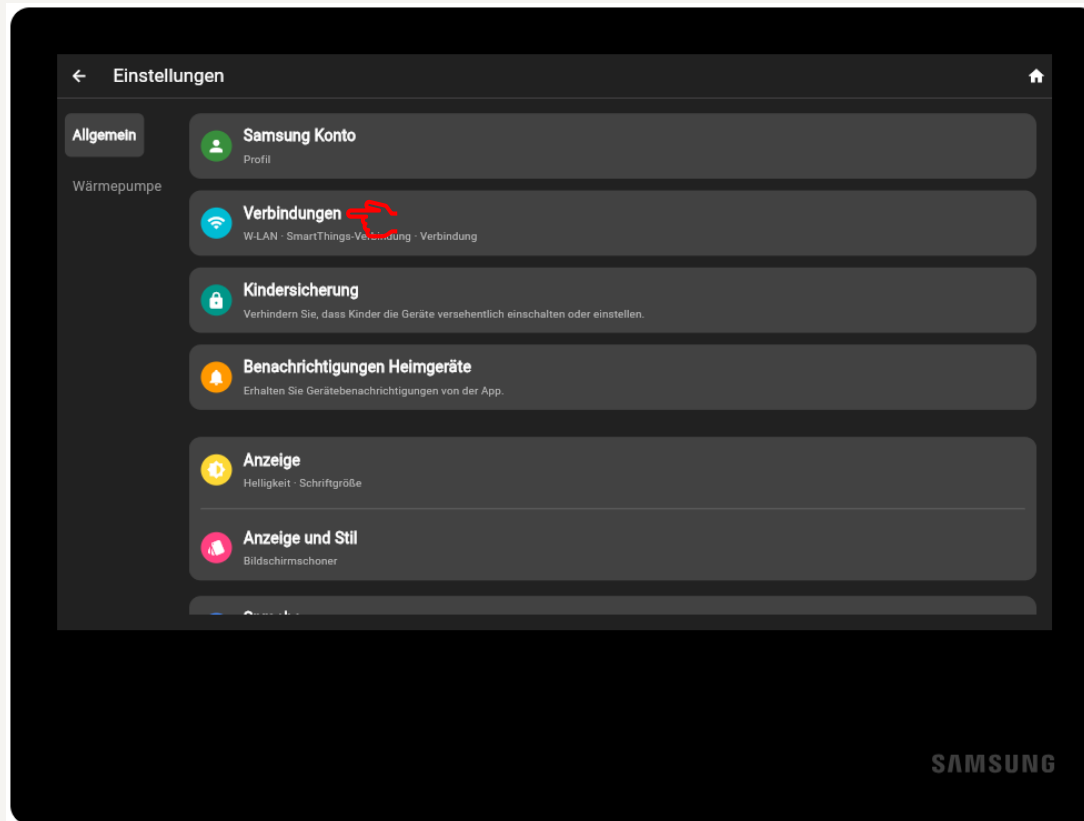 Einstellungen
Allgemein
Wärmepumpe
Samsung Konto
Profil
Verbindungen
W-LAN · SmartThings-Verbindung · Verbindung
Kindersicherung
Verhindern Sie, dass Kinder die Geräte versehentlich einschalten oder einstellen.
Benachrichtigungen Heimgeräte
Erhalten Sie Gerätebenachrichtigungen von der App.
Anzeige
Helligkeit · Schriftgröße
Anzeige und Stil
Bildschirmschoner
SAMSUNG